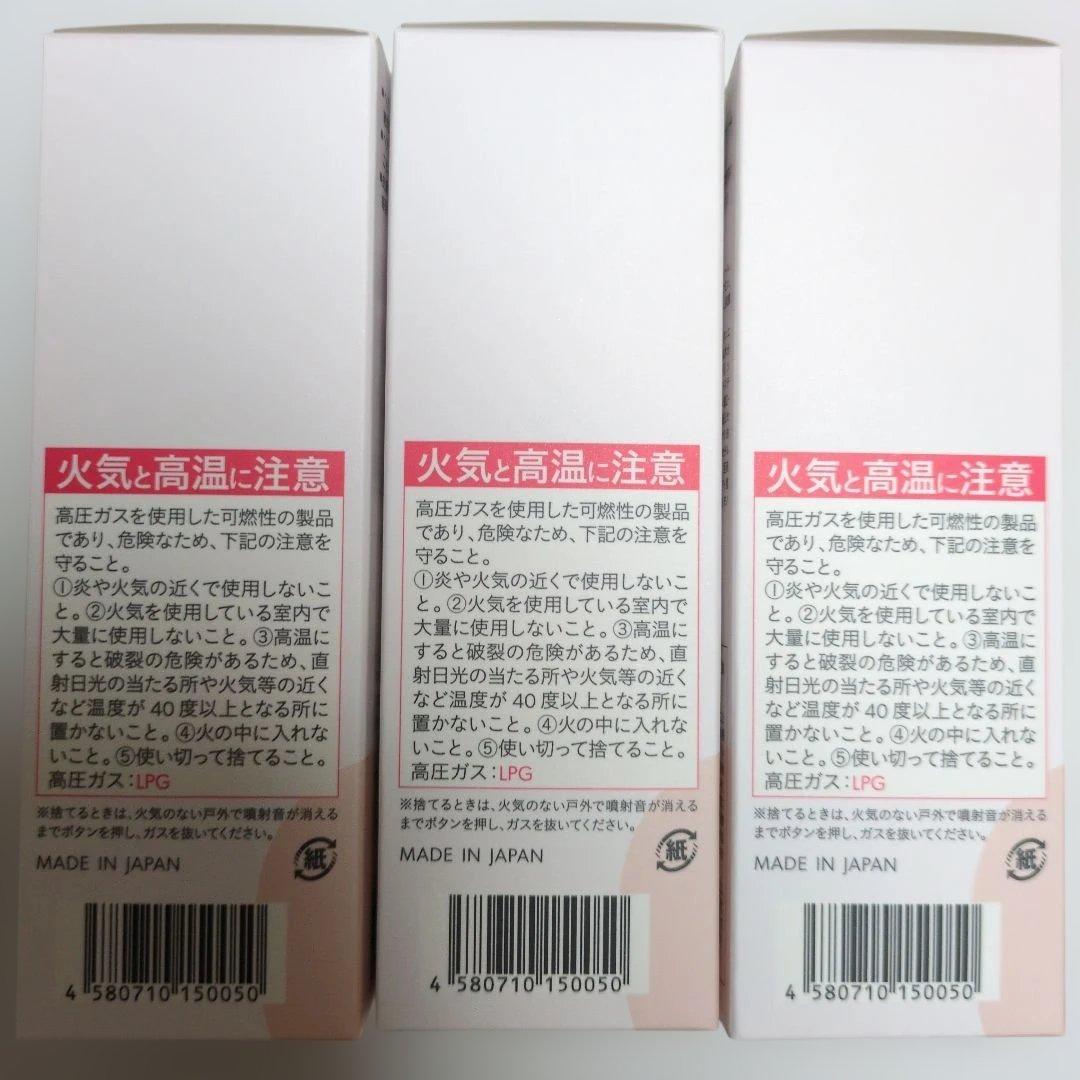 火気と高温に注意
高圧ガスを使用した可燃性の製品
であり、危険なため、下記の注意を
守ること。
①炎や火気の近くで使用しないこ
と。②火気を使用している室内で
大量に使用しないこと。③高温に
すると破裂の危険があるため、直
射日光の当たる所や火気等の近く
など温度が40度以上となる所に
置かないこと。④火の中に入れな
いこと。⑤使い切って捨てること。
高圧ガス:LPG
※捨てるときは、火気のない戸外で噴射音が消える
までボタンを押し、ガスを抜いてください。
MADE IN JAPAN
紙
4 580710 150050
火気と高温に注意
高圧ガスを使用した可燃性の製品
であり、危険なため、下記の注意を
守ること。
①炎や火気の近くで使用しないこ
と。②火気を使用している室内で
大量に使用しないこと。③高温に
すると破裂の危険があるため、直
射日光の当たる所や火気等の近く
など温度が40度以上となる所に
置かないこと。④火の中に入れな
いこと。⑤使い切って捨てること。
高圧ガス:LPG
※捨てるときは、火気のない戸外で噴射音が消える
までボタンを押し、ガスを抜いてください。
MADE IN JAPAN
紙
4 580710 150050
火気と高温に注意
高圧ガスを使用した可燃性の製品
であり、危険なため、下記の注意を
守ること。
①炎や火気の近くで使用しないこ
と。②火気を使用している室内で
大量に使用しないこと。③高温に
すると破裂の危険があるため、直
射日光の当たる所や火気等の近く
など温度が40度以上となる所に
置かないこと。④火の中に入れな
いこと。⑤使い切って捨てること。
高圧ガス:LPG
※捨てるときは、火気のない戸外で噴射音が消える
までボタンを押し、ガスを抜いてください。
MADE IN JAPAN
紙
4 580710 150050